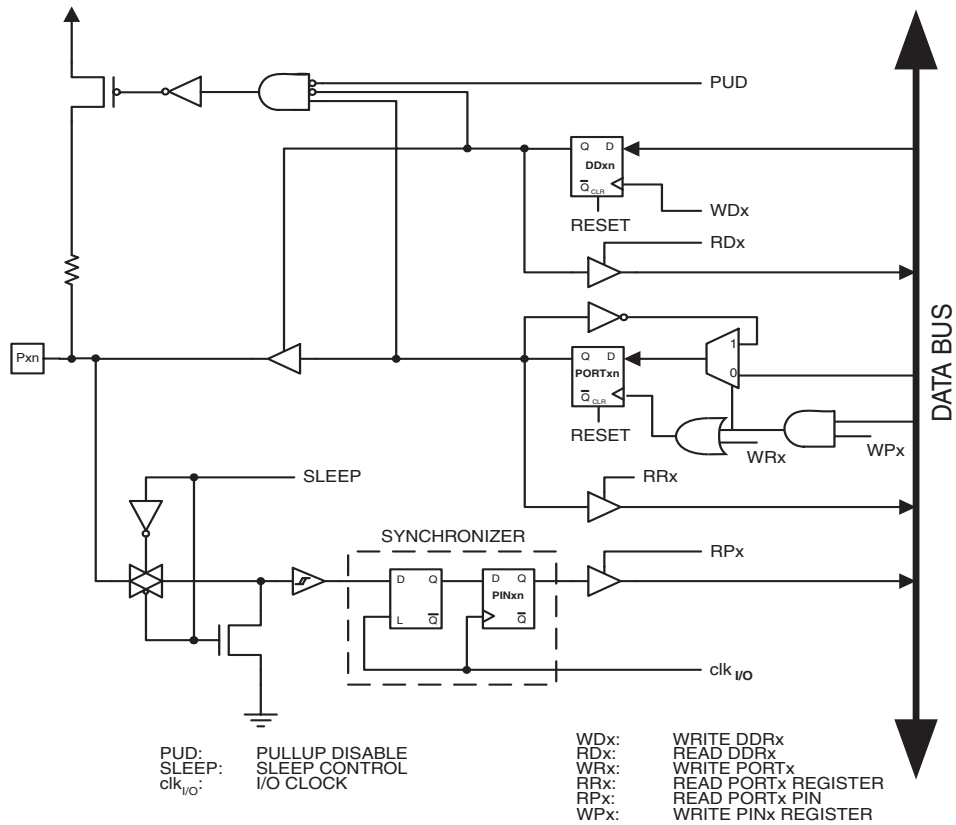 PUD
Q D
DDxn
Q CLR
WDx
RESET
RDx
Pxn
1
Q D
PORTxn
0
Q CLR
RESET
WRx
WPx
DATA BUS
SLEEP
RRx
SYNCHRONIZER
RPx
D Q
D Q
PINxn
L Q
Q
clk I/O
PUD: PULLUP DISABLE
SLEEP: SLEEP CONTROL
clk I/O: I/O CLOCK
WDx: WRITE DDRx
RDx: READ DDRx
WRx: WRITE PORTx
RRx: READ PORTx REGISTER
RPx: READ PORTx PIN
WPx: WRITE PINx REGISTER